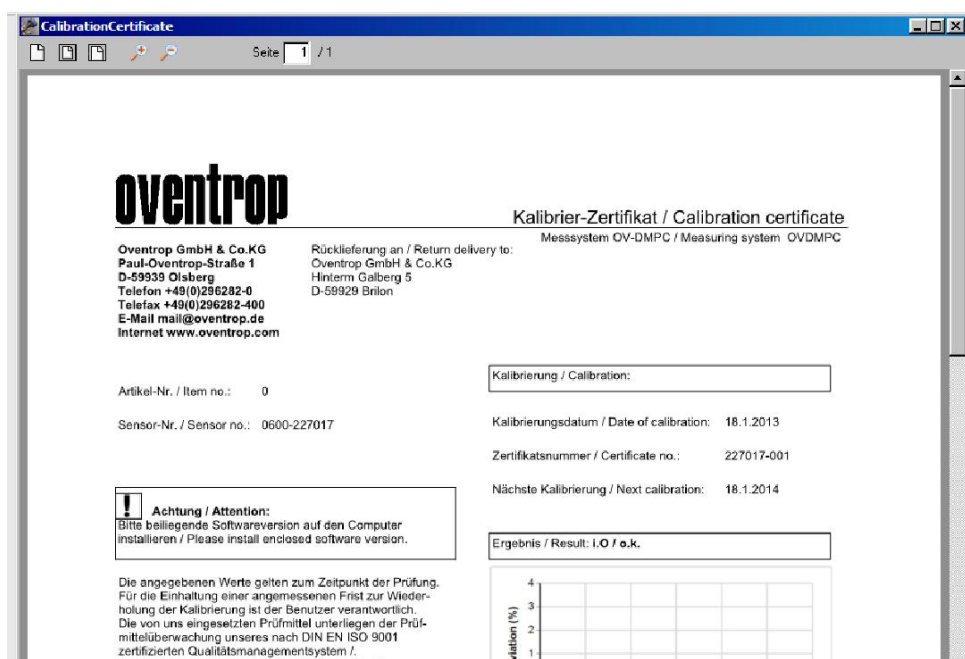 CalibrationCertificate
Seite 1 / 1
oventrop
Kalibrier-Zertifikat / Calibration certificate
Messsystem OV-DMPC / Measuring system OVDMPC
Oventrop GmbH & Co.KG
Paul-Oventrop-Straße 1
D-59939 Olsberg
Telefon +49(0)296282-0
Telefax +49(0)296282-400
E-Mail mail@oventrop.de
Internet www.oventrop.com
Rücklieferung an / Return delivery to:
Oventrop GmbH & Co.KG
Hinterm Galberg 5
D-59929 Brilon
Artikel-Nr. / Item no.: 0
Sensor-Nr. / Sensor no.: 0600-227017
Kalibrierung / Calibration:
Kalibrierungsdatum / Date of calibration: 18.1.2013
Zertifikatsnummer / Certificate no.: 227017-001
Nächste Kalibrierung / Next calibration: 18.1.2014
! Achtung / Attention:
Bitte beiliegende Softwareversion auf den Computer
installieren / Please install enclosed software version.
Ergebnis / Result: i.O / o.k.
Die angegebenen Werte gelten zum Zeitpunkt der Prüfung.
Für die Einhaltung einer angemessenen Frist zur Wieder-
holung der Kalibrierung ist der Benutzer verantwortlich.
Die von uns eingesetzten Prüfmittel unterliegen der Prüf-
mittelüberwachung unseres nach DIN EN ISO 9001
zertifizierten Qualitätsmanagementsystem /.
4
3
2
1
viation (%)